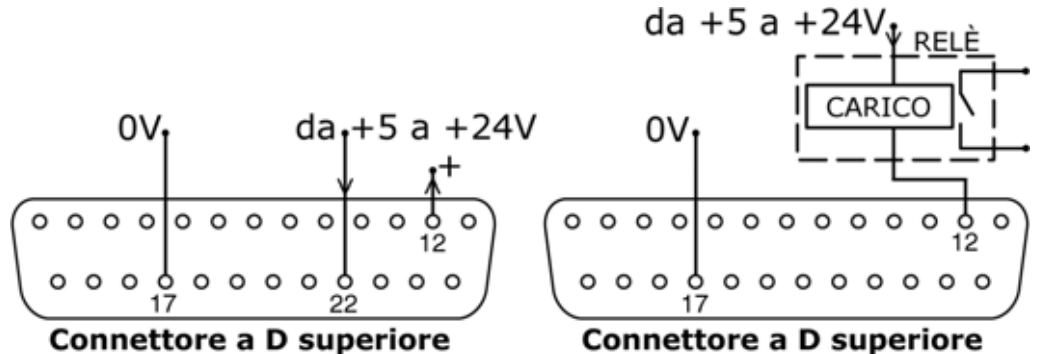 0V
da +5 a +24V
+
12
17
22
Connettore a D superiore
da +5 a +24V
RELÈ
CARICO
0V
12
17
Connettore a D superiore